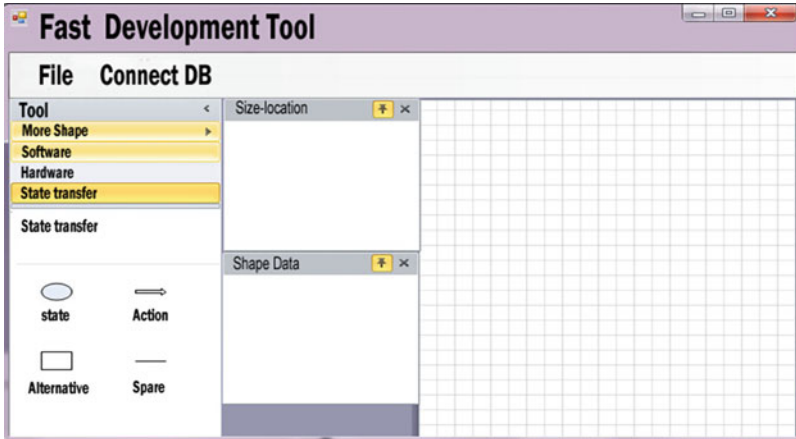 Fast Development Tool
File Connect DB
Tool
More Shape
Software
Hardware
State transfer
State transfer
state Action
Alternative Spare
Size-location
Shape Data